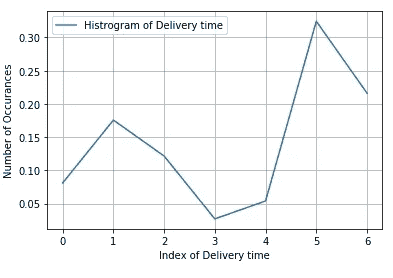 Histrogram of Delivery time
Number of Occurances
0.30
0.25
0.20
0.15
0.10
0.05
0 1 2 3 4 5 6
Index of Delivery time